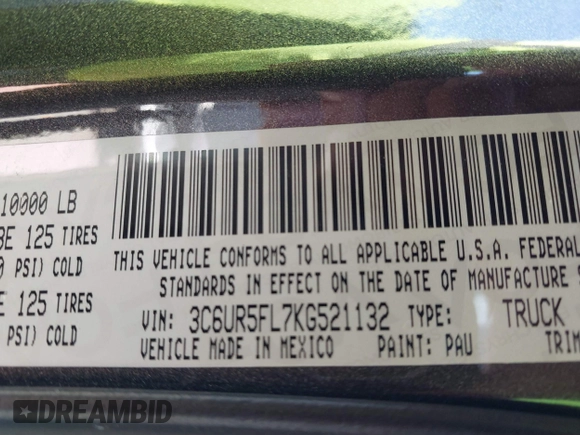 10000 LB
3E 125 TIRES
PSI) COLD
E 125 TIRES
PSI) COLD
THIS VEHICLE CONFORMS TO ALL APPLICABLE U.S.A. FEDERAL
STANDARDS IN EFFECT ON THE DATE OF MANUFACTURE
VIN: 3C6UR5FL7KG521132 TYPE: TRUCK
VEHICLE MADE IN MEXICO PAINT: PAU TRIM
DREAMBID